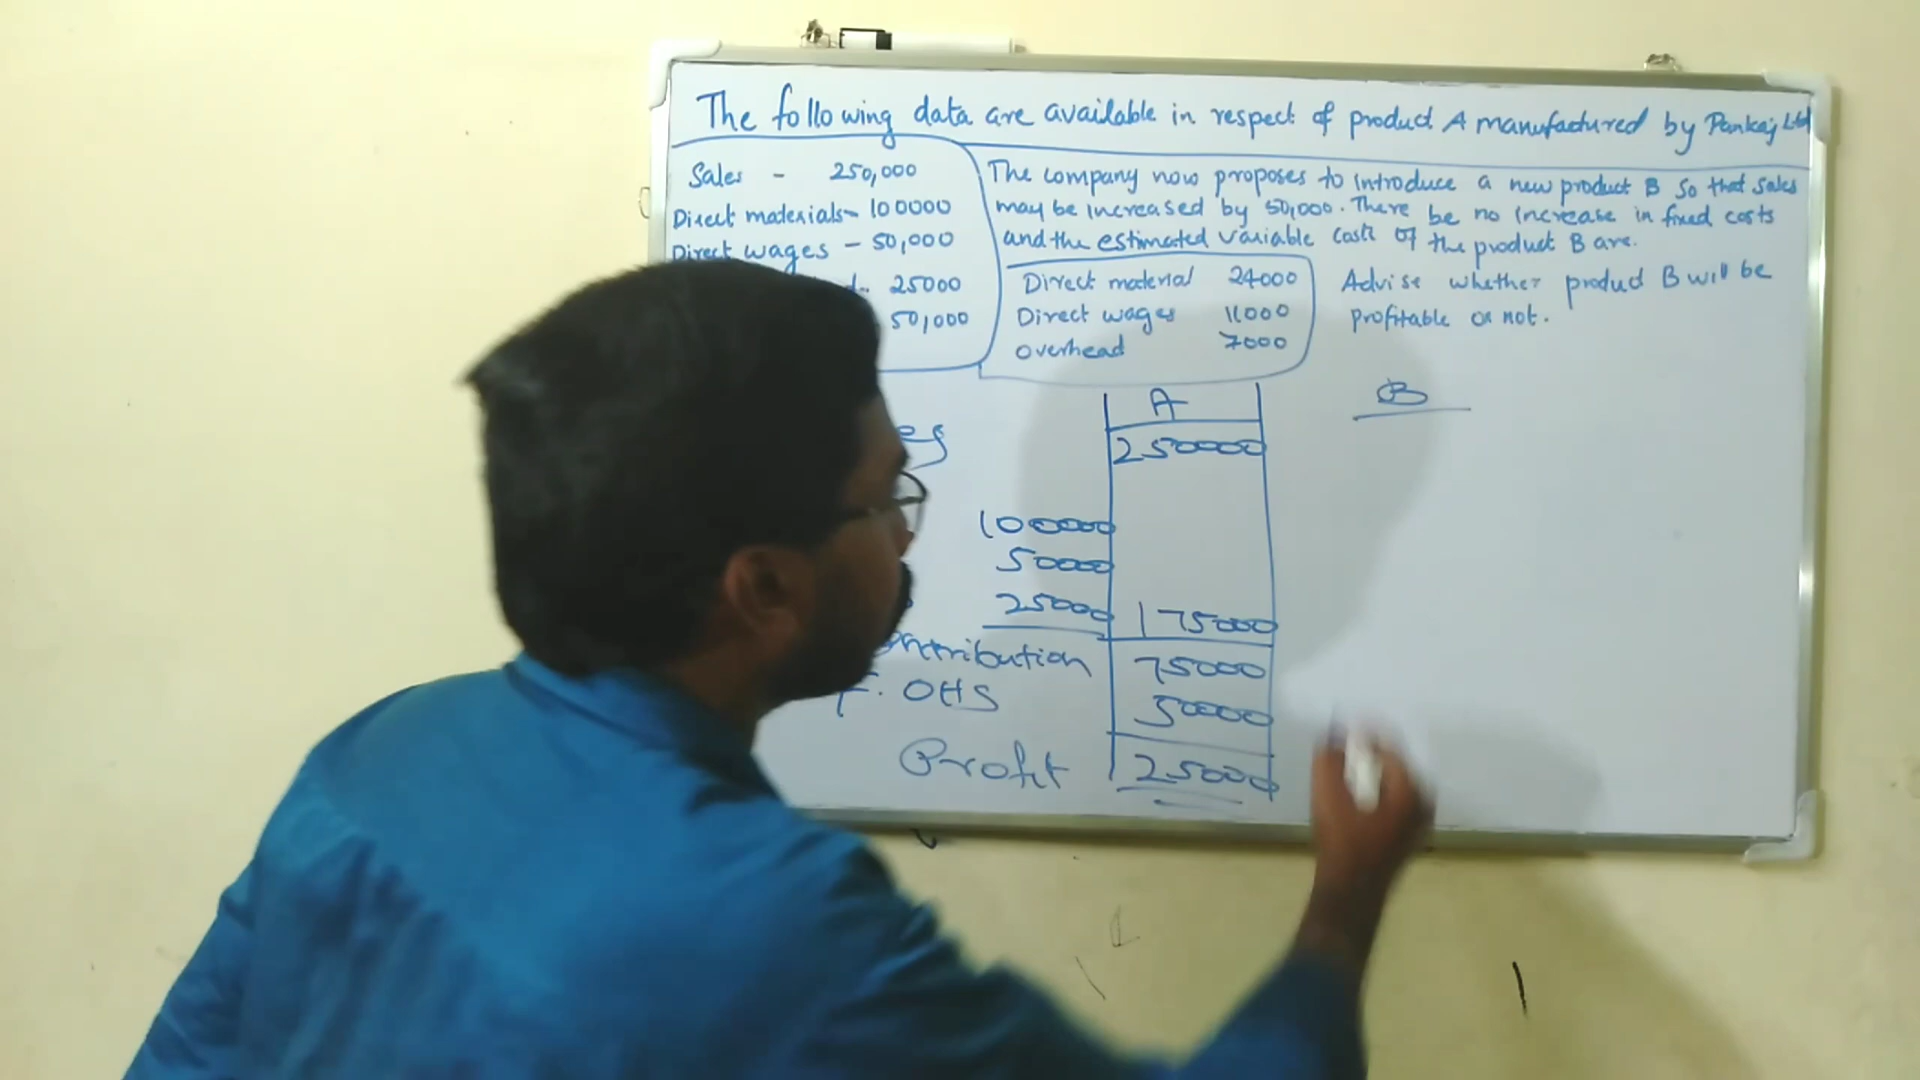 The following data are available in respect of product A manufactured by Pankaj Ltd
Sales - 250,000
Direct materials - 100000
Direct wages - 50,000
25000
50,000
The company now proposes to introduce a new product B so that sales
may be increased by 50,000. There be no increase in fixed costs
and the estimated variable costs of the product B are.
Direct material 24000
Direct wages 11000
overhead 7000
Advise whether product B will be
profitable or not.
A
B
250000
100000
50000
25000 175000
ontribution 75000
F. OHS 50000
Profit 25000